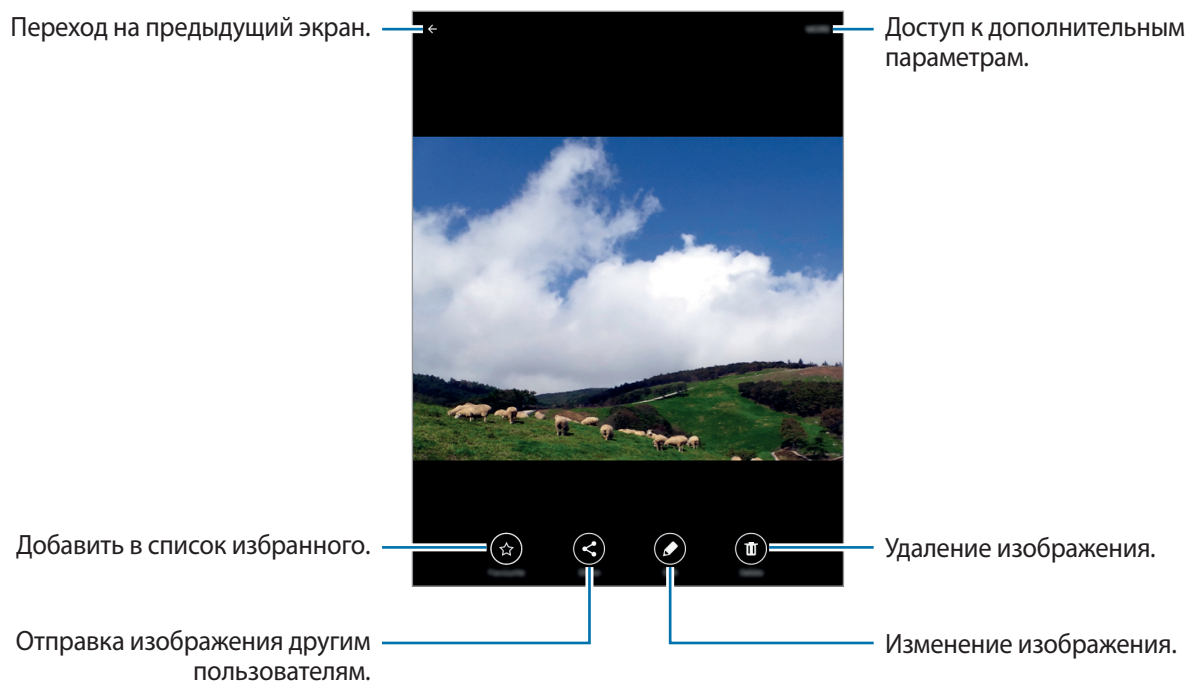 Переход на предыдущий экран.
Доступ к дополнительным
параметрам.
Добавить в список избранного.
Удаление изображения.
Отправка изображения другим
пользователям.
Изменение изображения.